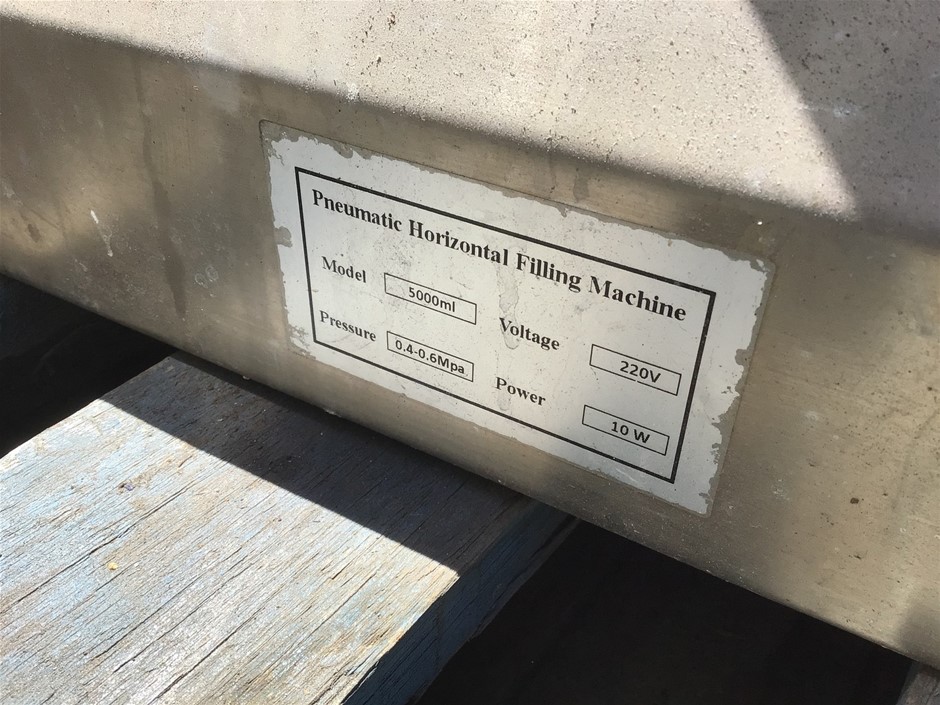 Pneumatic Horizontal Filling Machine
Model 5000ml Voltage 220V
Pressure 0.4-0.6Mpa Power 10 W